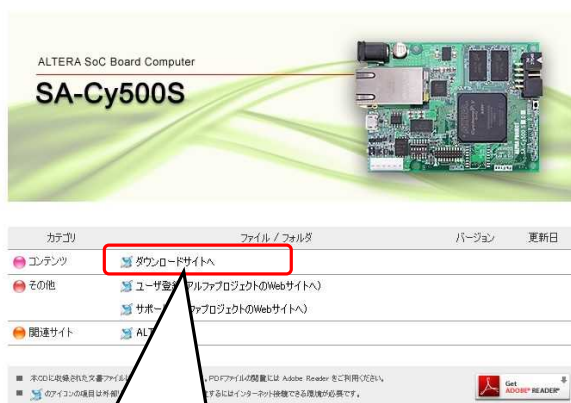 ALTERA SoC Board Computer
SA-Cy500S
カテゴリ ファイル / フォルダ バージョン 更新日
コンテンツ ダウンロードサイトへ
その他 ユーザ登 アルファプロジェクトのWebサイトへ)
サポー ファプロジェクトのWebサイトへ)
関連サイト ALT
■ 本CDに収録された文書ファイル 。PDFファイルの閲覧には Adobe Reader をご利用ください。
■ のアイコンの項目は外部 するにはインターネット接続できる環境が必要です。
Get
ADOBE® READER®